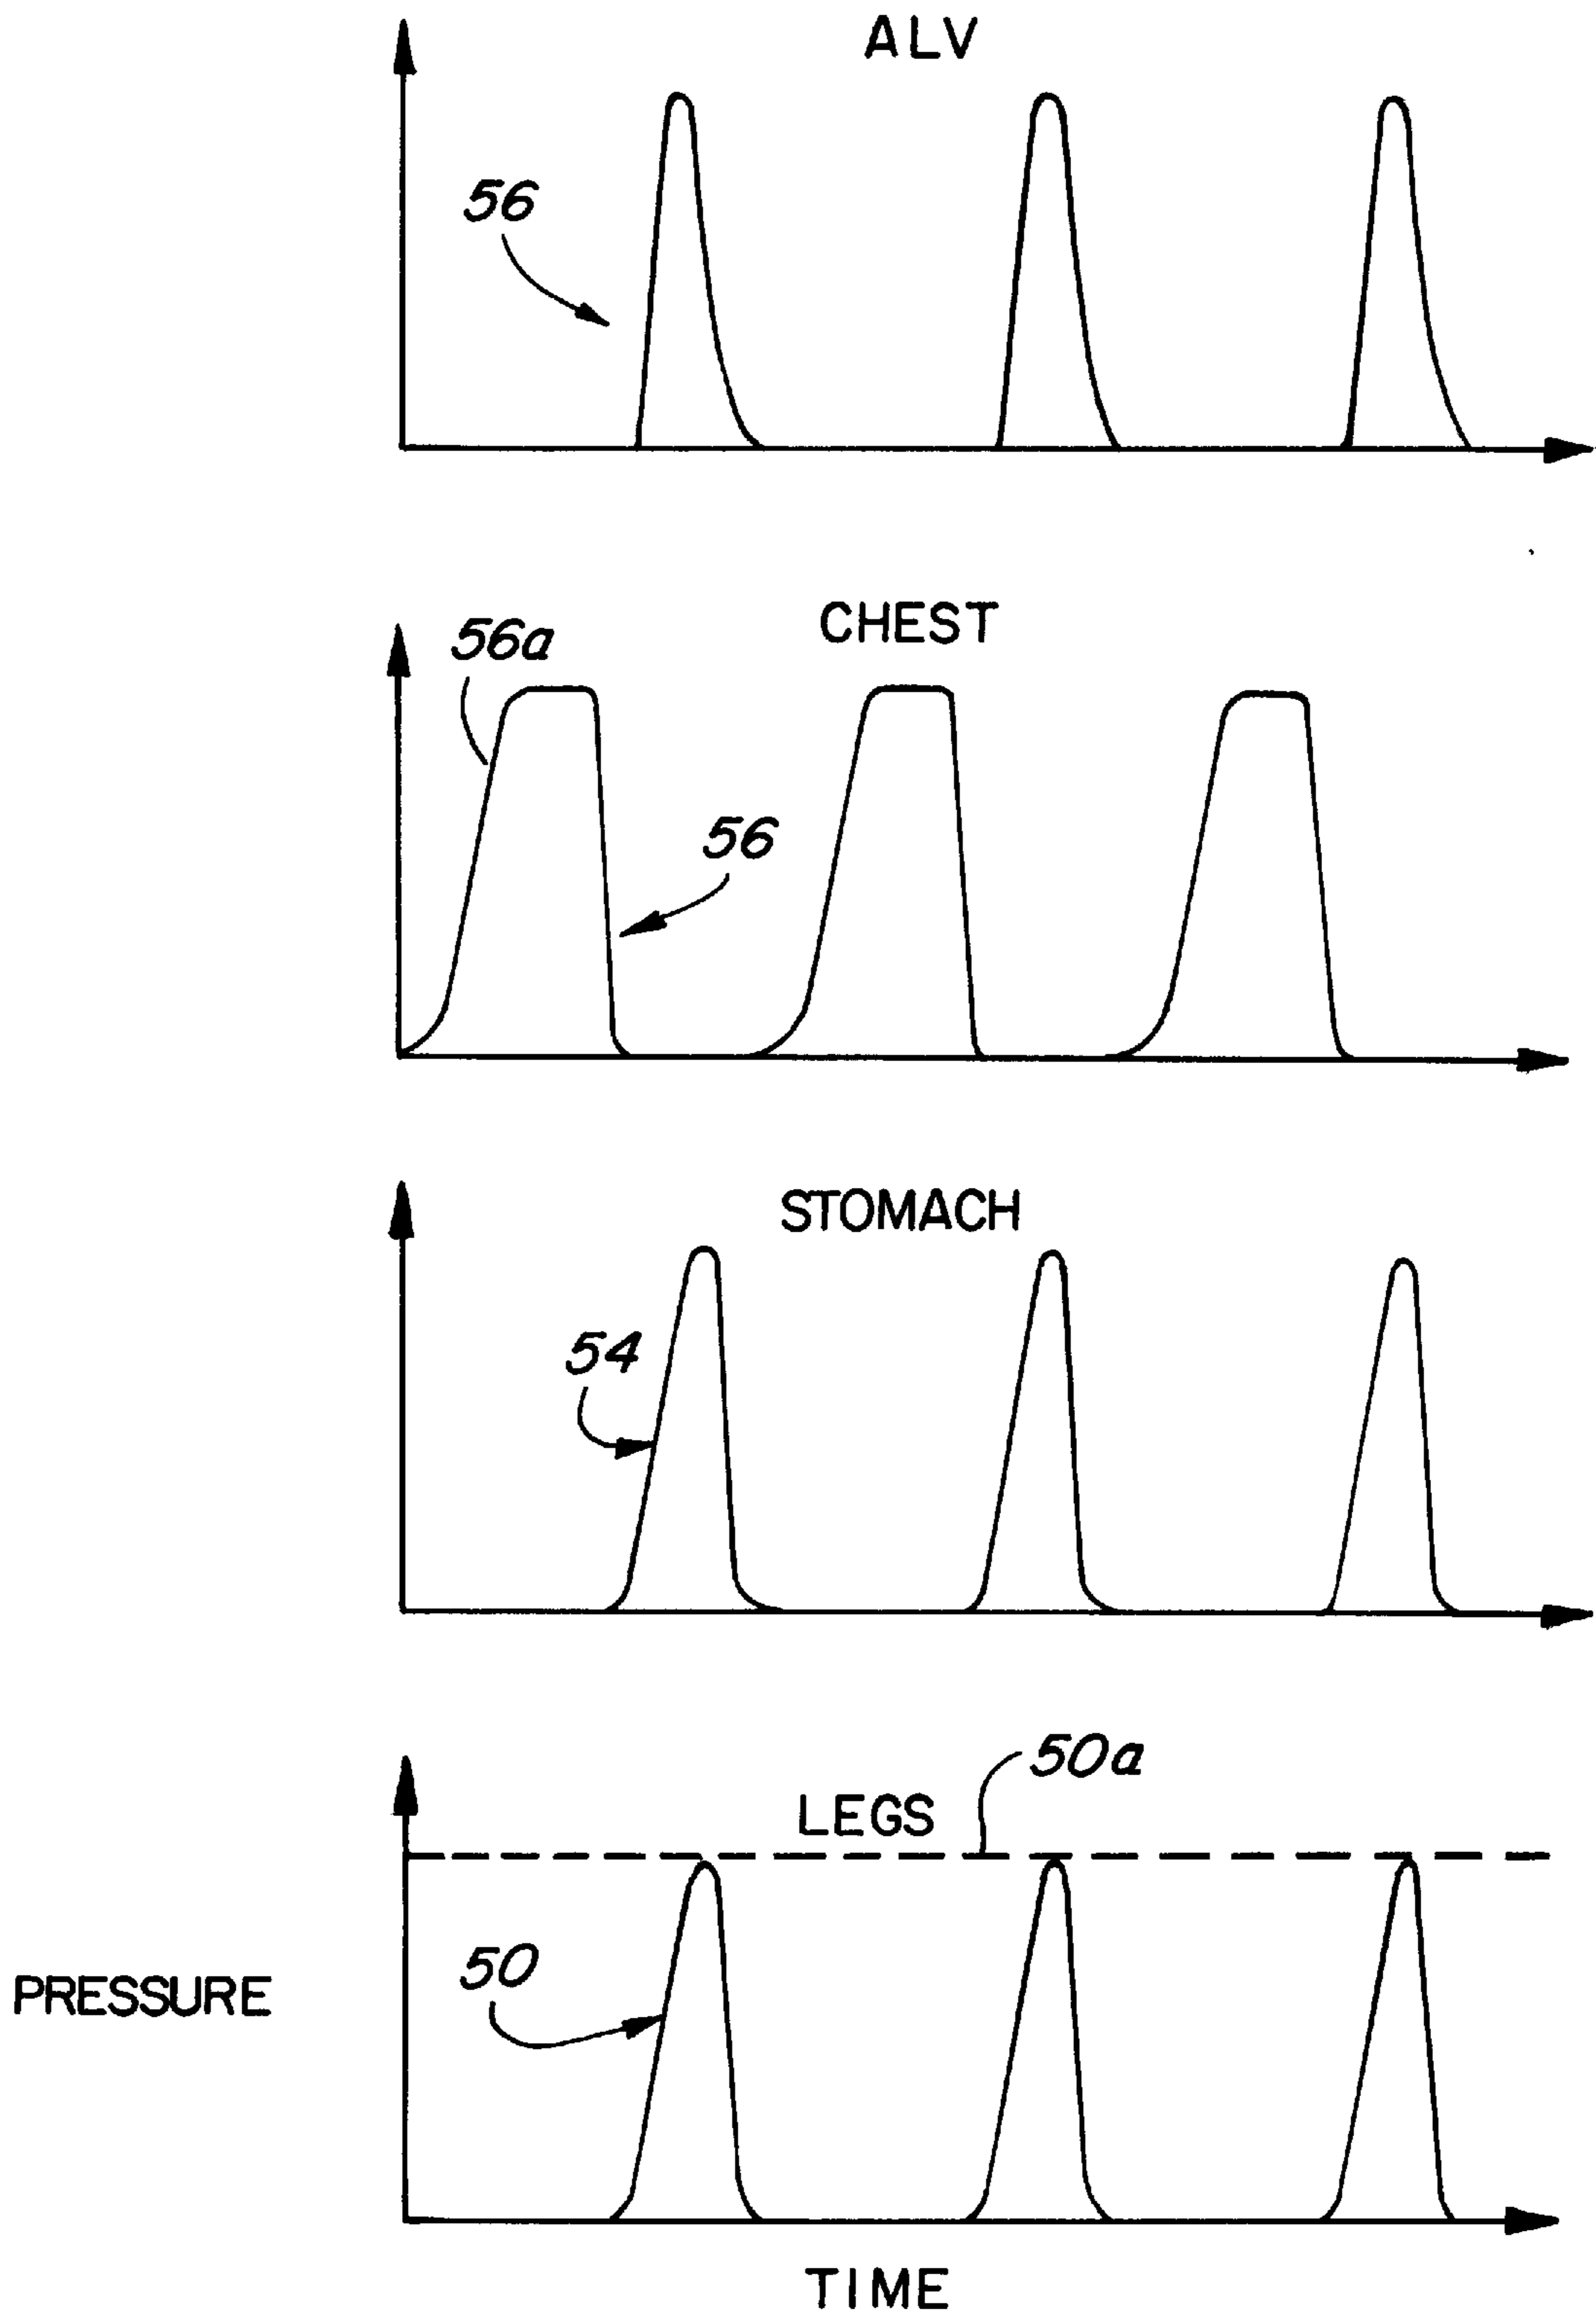 ALV
56
CHEST
56a
56
STOMACH
54
50a
LEGS
50
PRESSURE
TIME